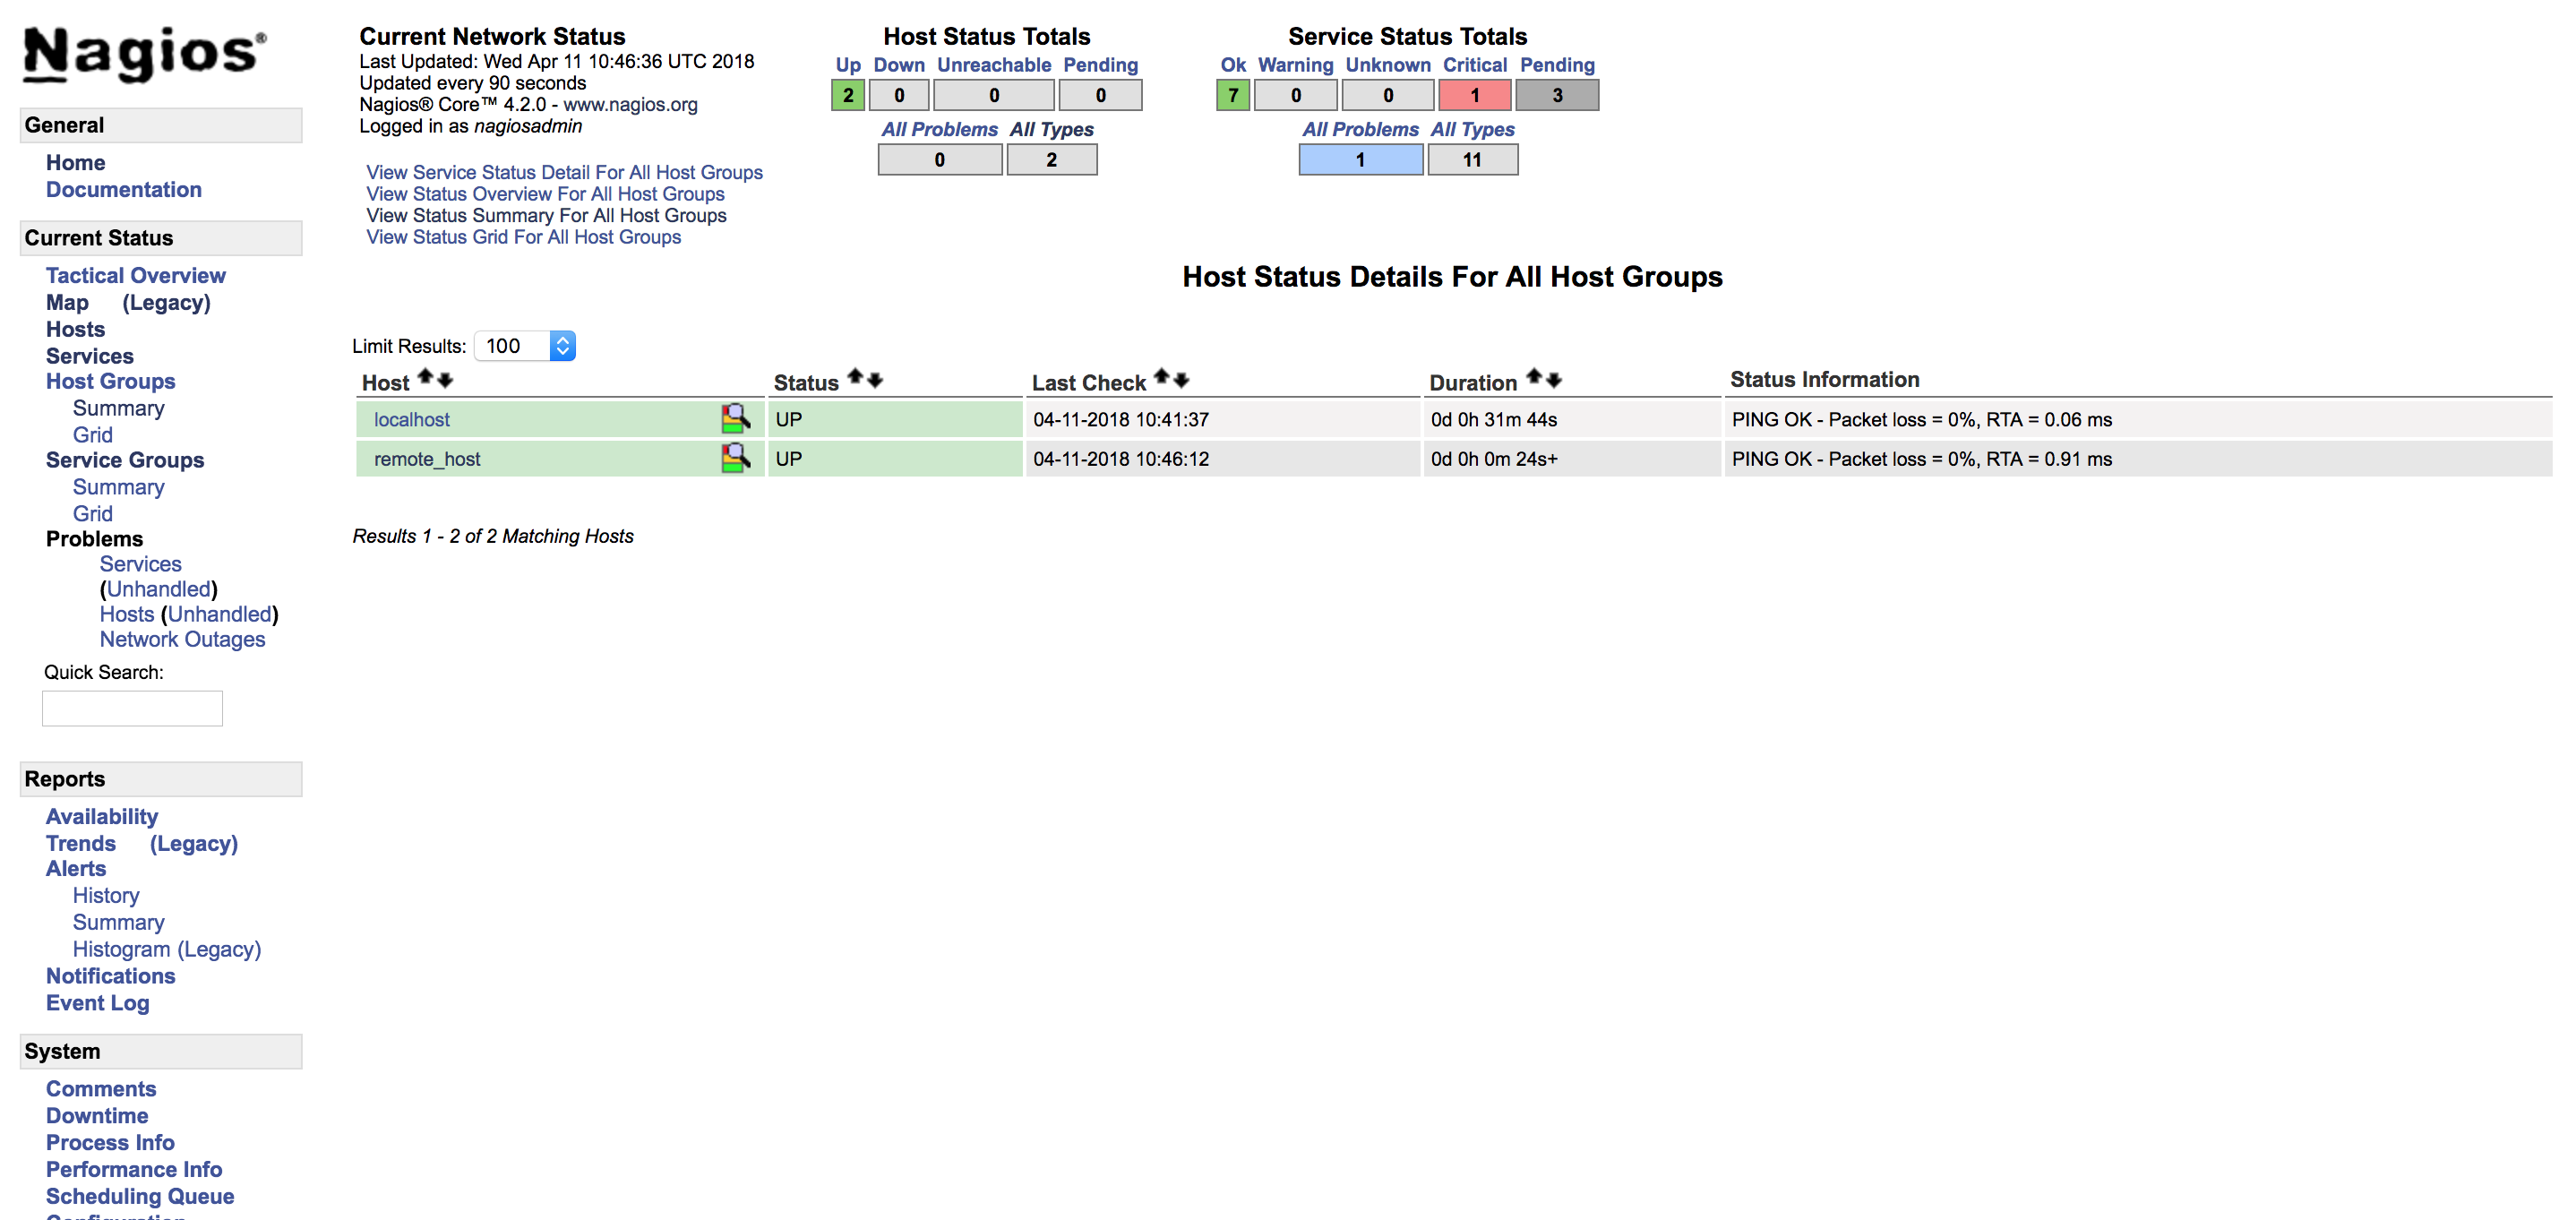 Nagios®
General
Home
Documentation
Current Status
Tactical Overview
Map (Legacy)
Hosts
Services
Host Groups
Summary
Grid
Service Groups
Summary
Grid
Problems
Services
(Unhandled)
Hosts (Unhandled)
Network Outages
Quick Search:
Reports
Availability
Trends (Legacy)
Alerts
History
Summary
Histogram (Legacy)
Notifications
Event Log
System
Comments
Downtime
Process Info
Performance Info
Scheduling Queue
Configuration
Current Network Status
Last Updated: Wed Apr 11 10:46:36 UTC 2018
Updated every 90 seconds
Nagios® Core™ 4.2.0 - www.nagios.org
Logged in as nagiosadmin
View Service Status Detail For All Host Groups
View Status Overview For All Host Groups
View Status Summary For All Host Groups
View Status Grid For All Host Groups
Host Status Totals
Up Down Unreachable Pending
2 0 0 0
All Problems All Types
0 2
Service Status Totals
Ok Warning Unknown Critical Pending
7 0 0 1 3
All Problems All Types
1 11
Host Status Details For All Host Groups
Limit Results: 100
Host Status Last Check Duration Status Information
localhost UP 04-11-2018 10:41:37 0d 0h 31m 44s PING OK - Packet loss = 0%, RTA = 0.06 ms
remote_host UP 04-11-2018 10:46:12 0d 0h 0m 24s+ PING OK - Packet loss = 0%, RTA = 0.91 ms
Results 1 - 2 of 2 Matching Hosts